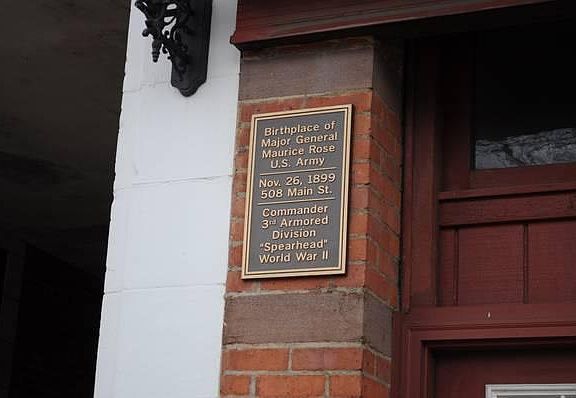 Birthplace of
Major General
Maurice Rose
U.S. Army
Nov. 26, 1899
508 Main St.
Commander
3rd Armored
Division
"Spearhead"
World War II